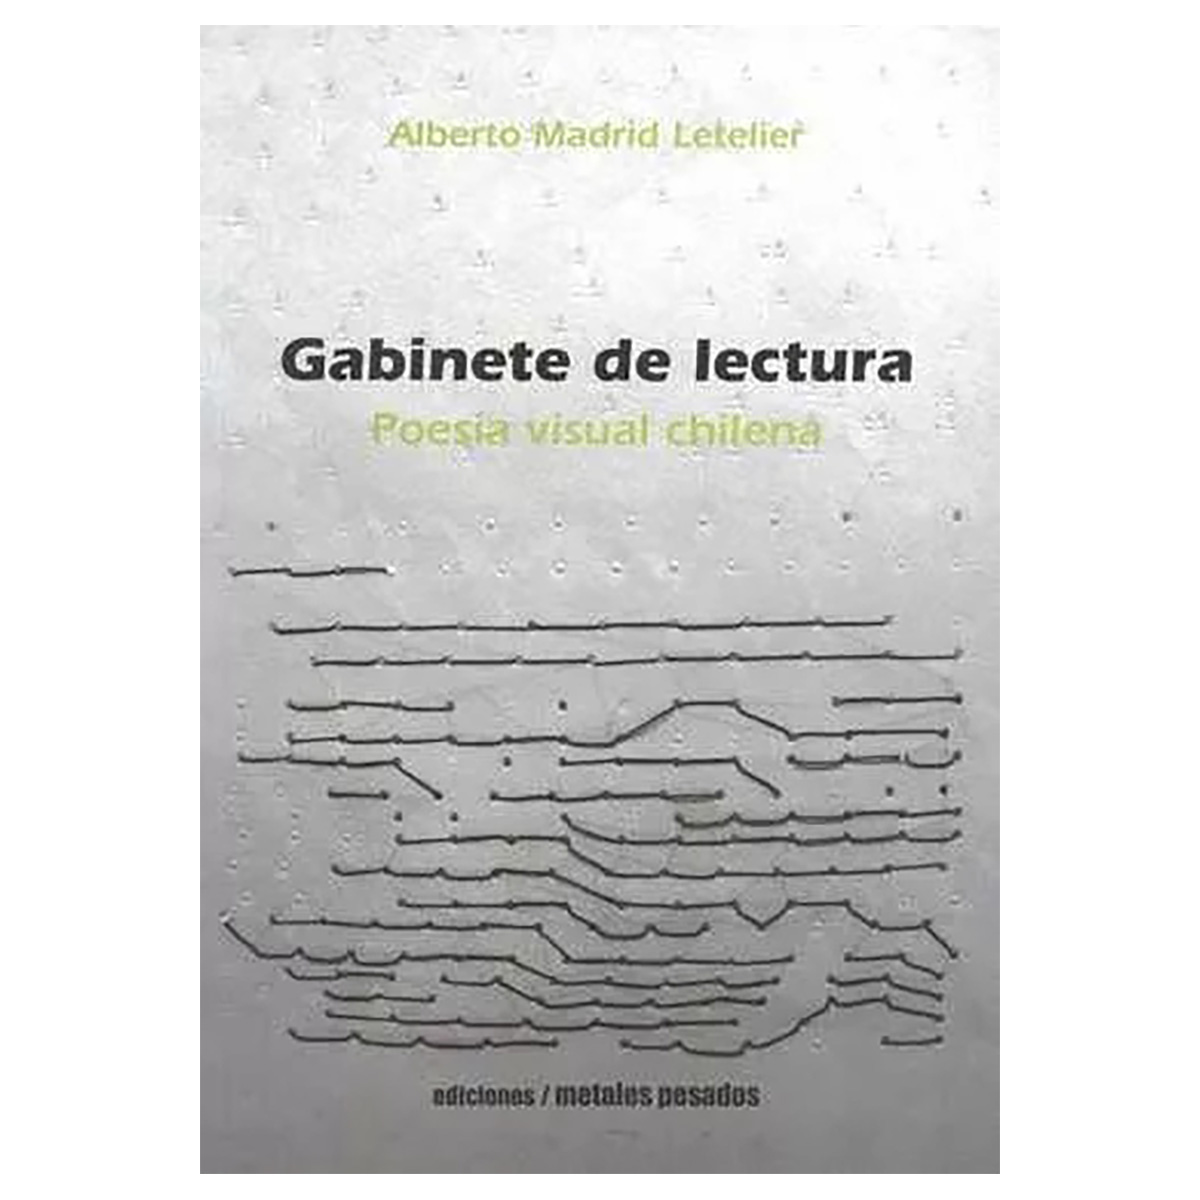 Alberto Madrid Letelier
Gabinete de lectura
Poesía visual chilena
ediciones / metales pesados